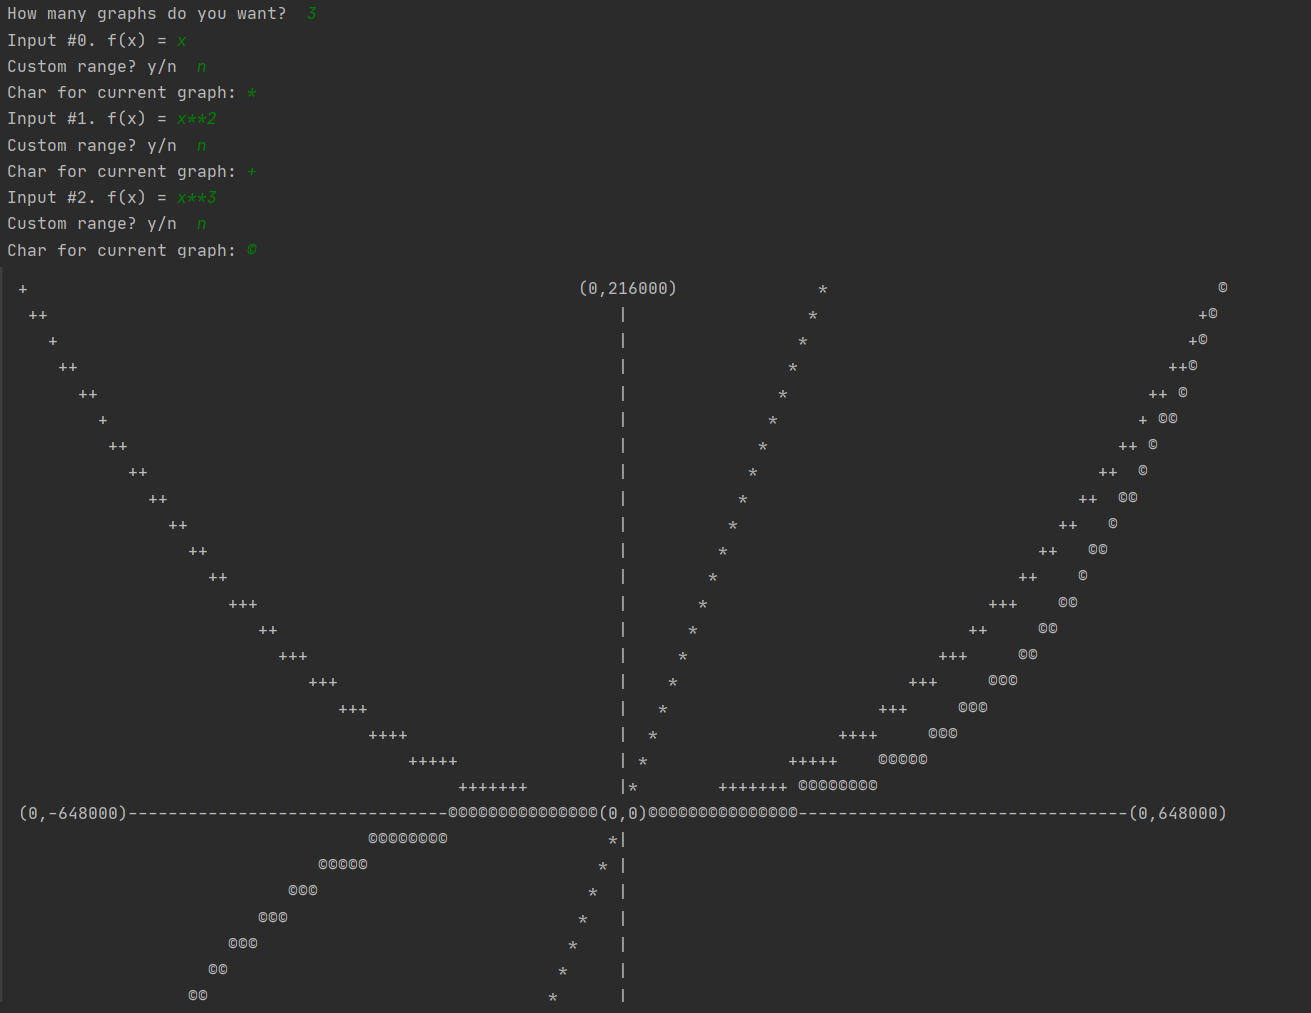 How many graphs do you want?  3
Input #0. f(x) = x
Custom range? y/n  n
Char for current graph: *
Input #1. f(x) = x**2
Custom range? y/n  n
Char for current graph: +
Input #2. f(x) = x**3
Custom range? y/n  n
Char for current graph: ©
+ (0,216000) * ©
++ | * +©
+ | * +©
++ | * ++©
++ | * ++ ©
+ | * + ©©
++ | * ++ ©
++ | * ++ ©
++ | * ++ ©©
++ | * ++ ©
++ | * ++ ©©
++ | * ++ ©
+++ | * +++ ©©
++ | * ++ ©©
+++ | * +++ ©©
+++ | * +++ ©©©
+++ | * +++ ©©©
++++ | * ++++ ©©©
+++++ | * +++++ ©©©©©
+++++++ |* +++++++ ©©©©©©©©
(0,-648000)--------------------------------©©©©©©©©©©©©©©©(0,0)©©©©©©©©©©©©©©©---------------------------------(0,648000)
©©©©©©©© *|
©©©©© * |
©©© * |
©©© * |
©©© * |
©© * |
©© * |